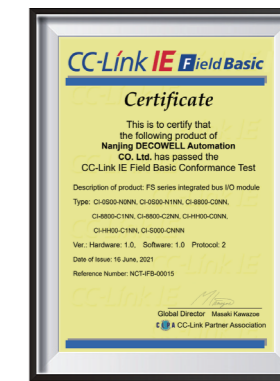 CC-Link IE Field Basic
Certificate
This is to certify that
the following product of
Nanjing DECOWELL Automation
CO. Ltd. has passed the
CC-Link IE Field Basic Conformance Test
Description of product: FS series integrated bus I/O module
Type: CI-0S00-N0NN, CI-0S00-N1NN, CI-8800-C0NN,
CI-8800-C1NN, CI-8800-C2NN, CI-HH00-C0NN,
CI-HH00-C1NN, CI-S000-CNNN
Ver.: Hardware: 1.0, Software: 1.0 Protocol: 2
Date of Issue: 16 June, 2021
Reference Number: NCT-IFB-00015
Global Director Masaki Kawazoe
CLPA CC-Link Partner Association